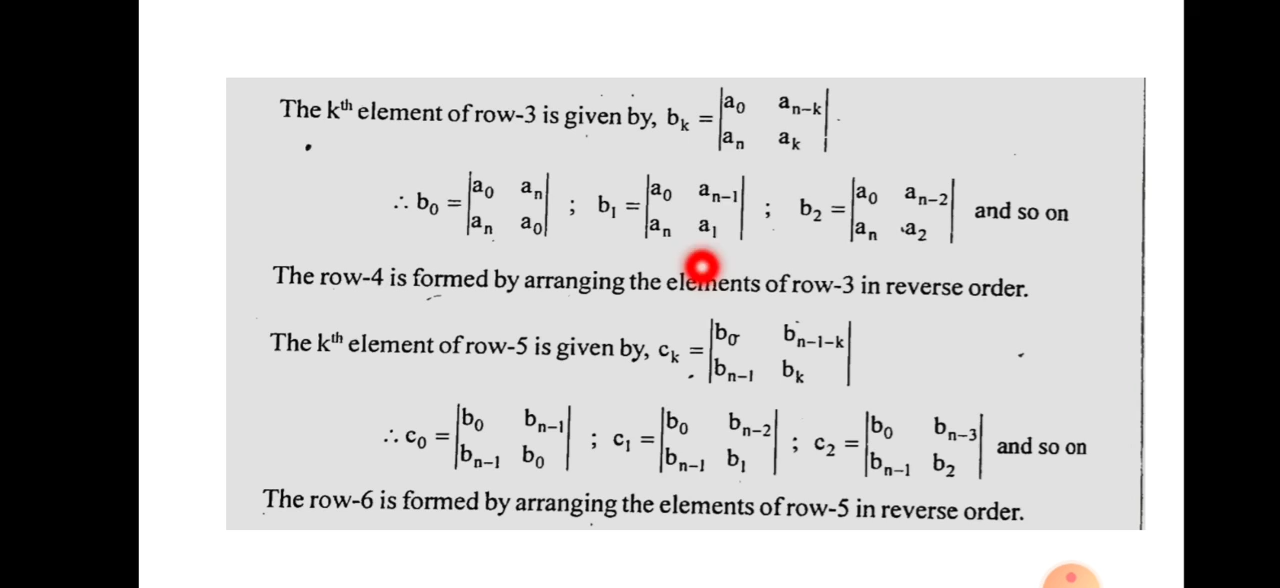 The kth element of row-3 is given by, bk = |a0 an−k|
|an ak|
∴ b0 = |a0 an| ; b1 = |a0 an−1| ; b2 = |a0 an−2| and so on
|an a0| |an a1| |an a2|
The row-4 is formed by arranging the elements of row-3 in reverse order.
The kth element of row-5 is given by, ck = |b0 bn−1−k|
|bn−1 bk|
∴ c0 = |b0 bn−1| ; c1 = |b0 bn−2| ; c2 = |b0 bn−3| and so on
|bn−1 b0| |bn−1 b1| |bn−1 b2|
The row-6 is formed by arranging the elements of row-5 in reverse order.